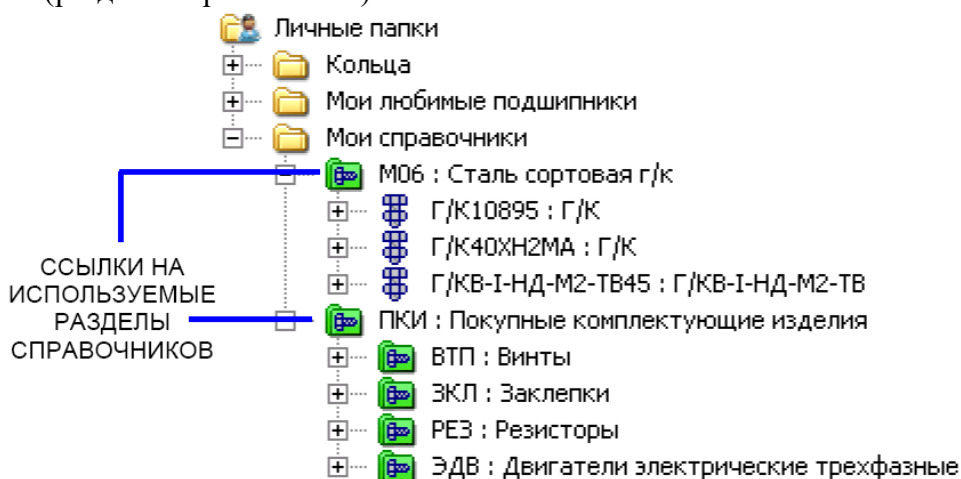 Личные папки
Кольца
Мои любимые подшипники
Мои справочники
М06 : Сталь сортовая г/к
Г/К10895 : Г/К
Г/К40ХН2МА : Г/К
Г/КВ-I-НД-М2-ТВ45 : Г/КВ-I-НД-М2-ТВ
ПКИ : Покупные комплектующие изделия
ВТП : Винты
ЗКЛ : Заклепки
РЕЗ : Резисторы
ЭДВ : Двигатели электрические трехфазные
ССЫЛКИ НА
ИСПОЛЬЗУЕМЫЕ
РАЗДЕЛЫ
СПРАВОЧНИКОВ